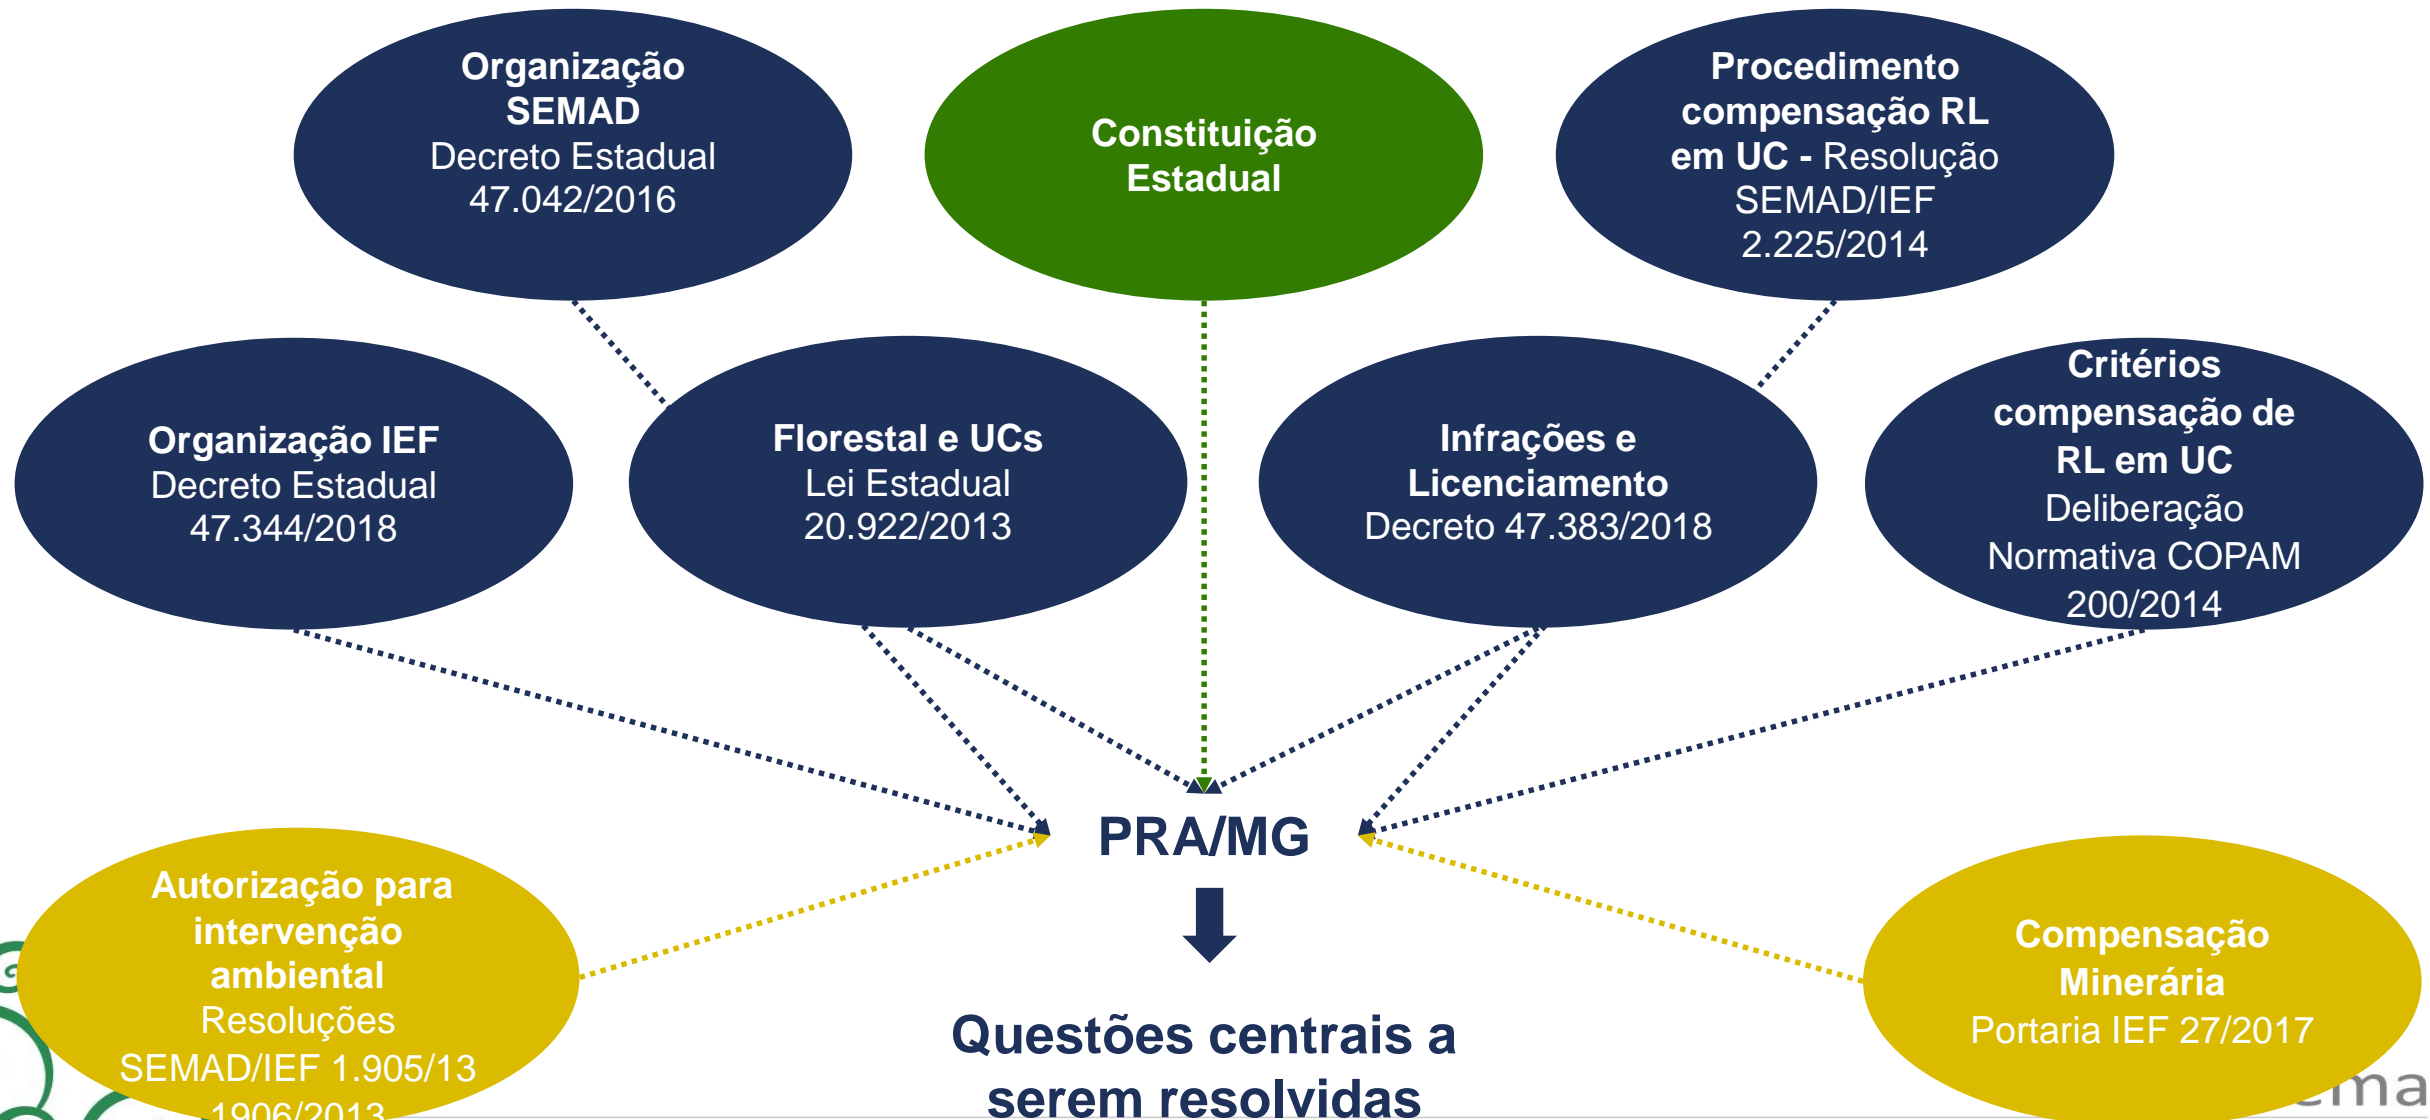 Organização
SEMAD
Decreto Estadual
47.042/2016
Constituição
Estadual
Procedimento
compensação RL
em UC - Resolução
SEMAD/IEF
2.225/2014
Organização IEF
Decreto Estadual
47.344/2018
Florestal e UCs
Lei Estadual
20.922/2013
Infrações e
Licenciamento
Decreto 47.383/2018
Critérios
compensação de
RL em UC
Deliberação
Normativa COPAM
200/2014
PRA/MG
Autorização para
intervenção
ambiental
Resoluções
SEMAD/IEF 1.905/13
1906/2013
Compensação
Minerária
Portaria IEF 27/2017
Questões centrais a
serem resolvidas